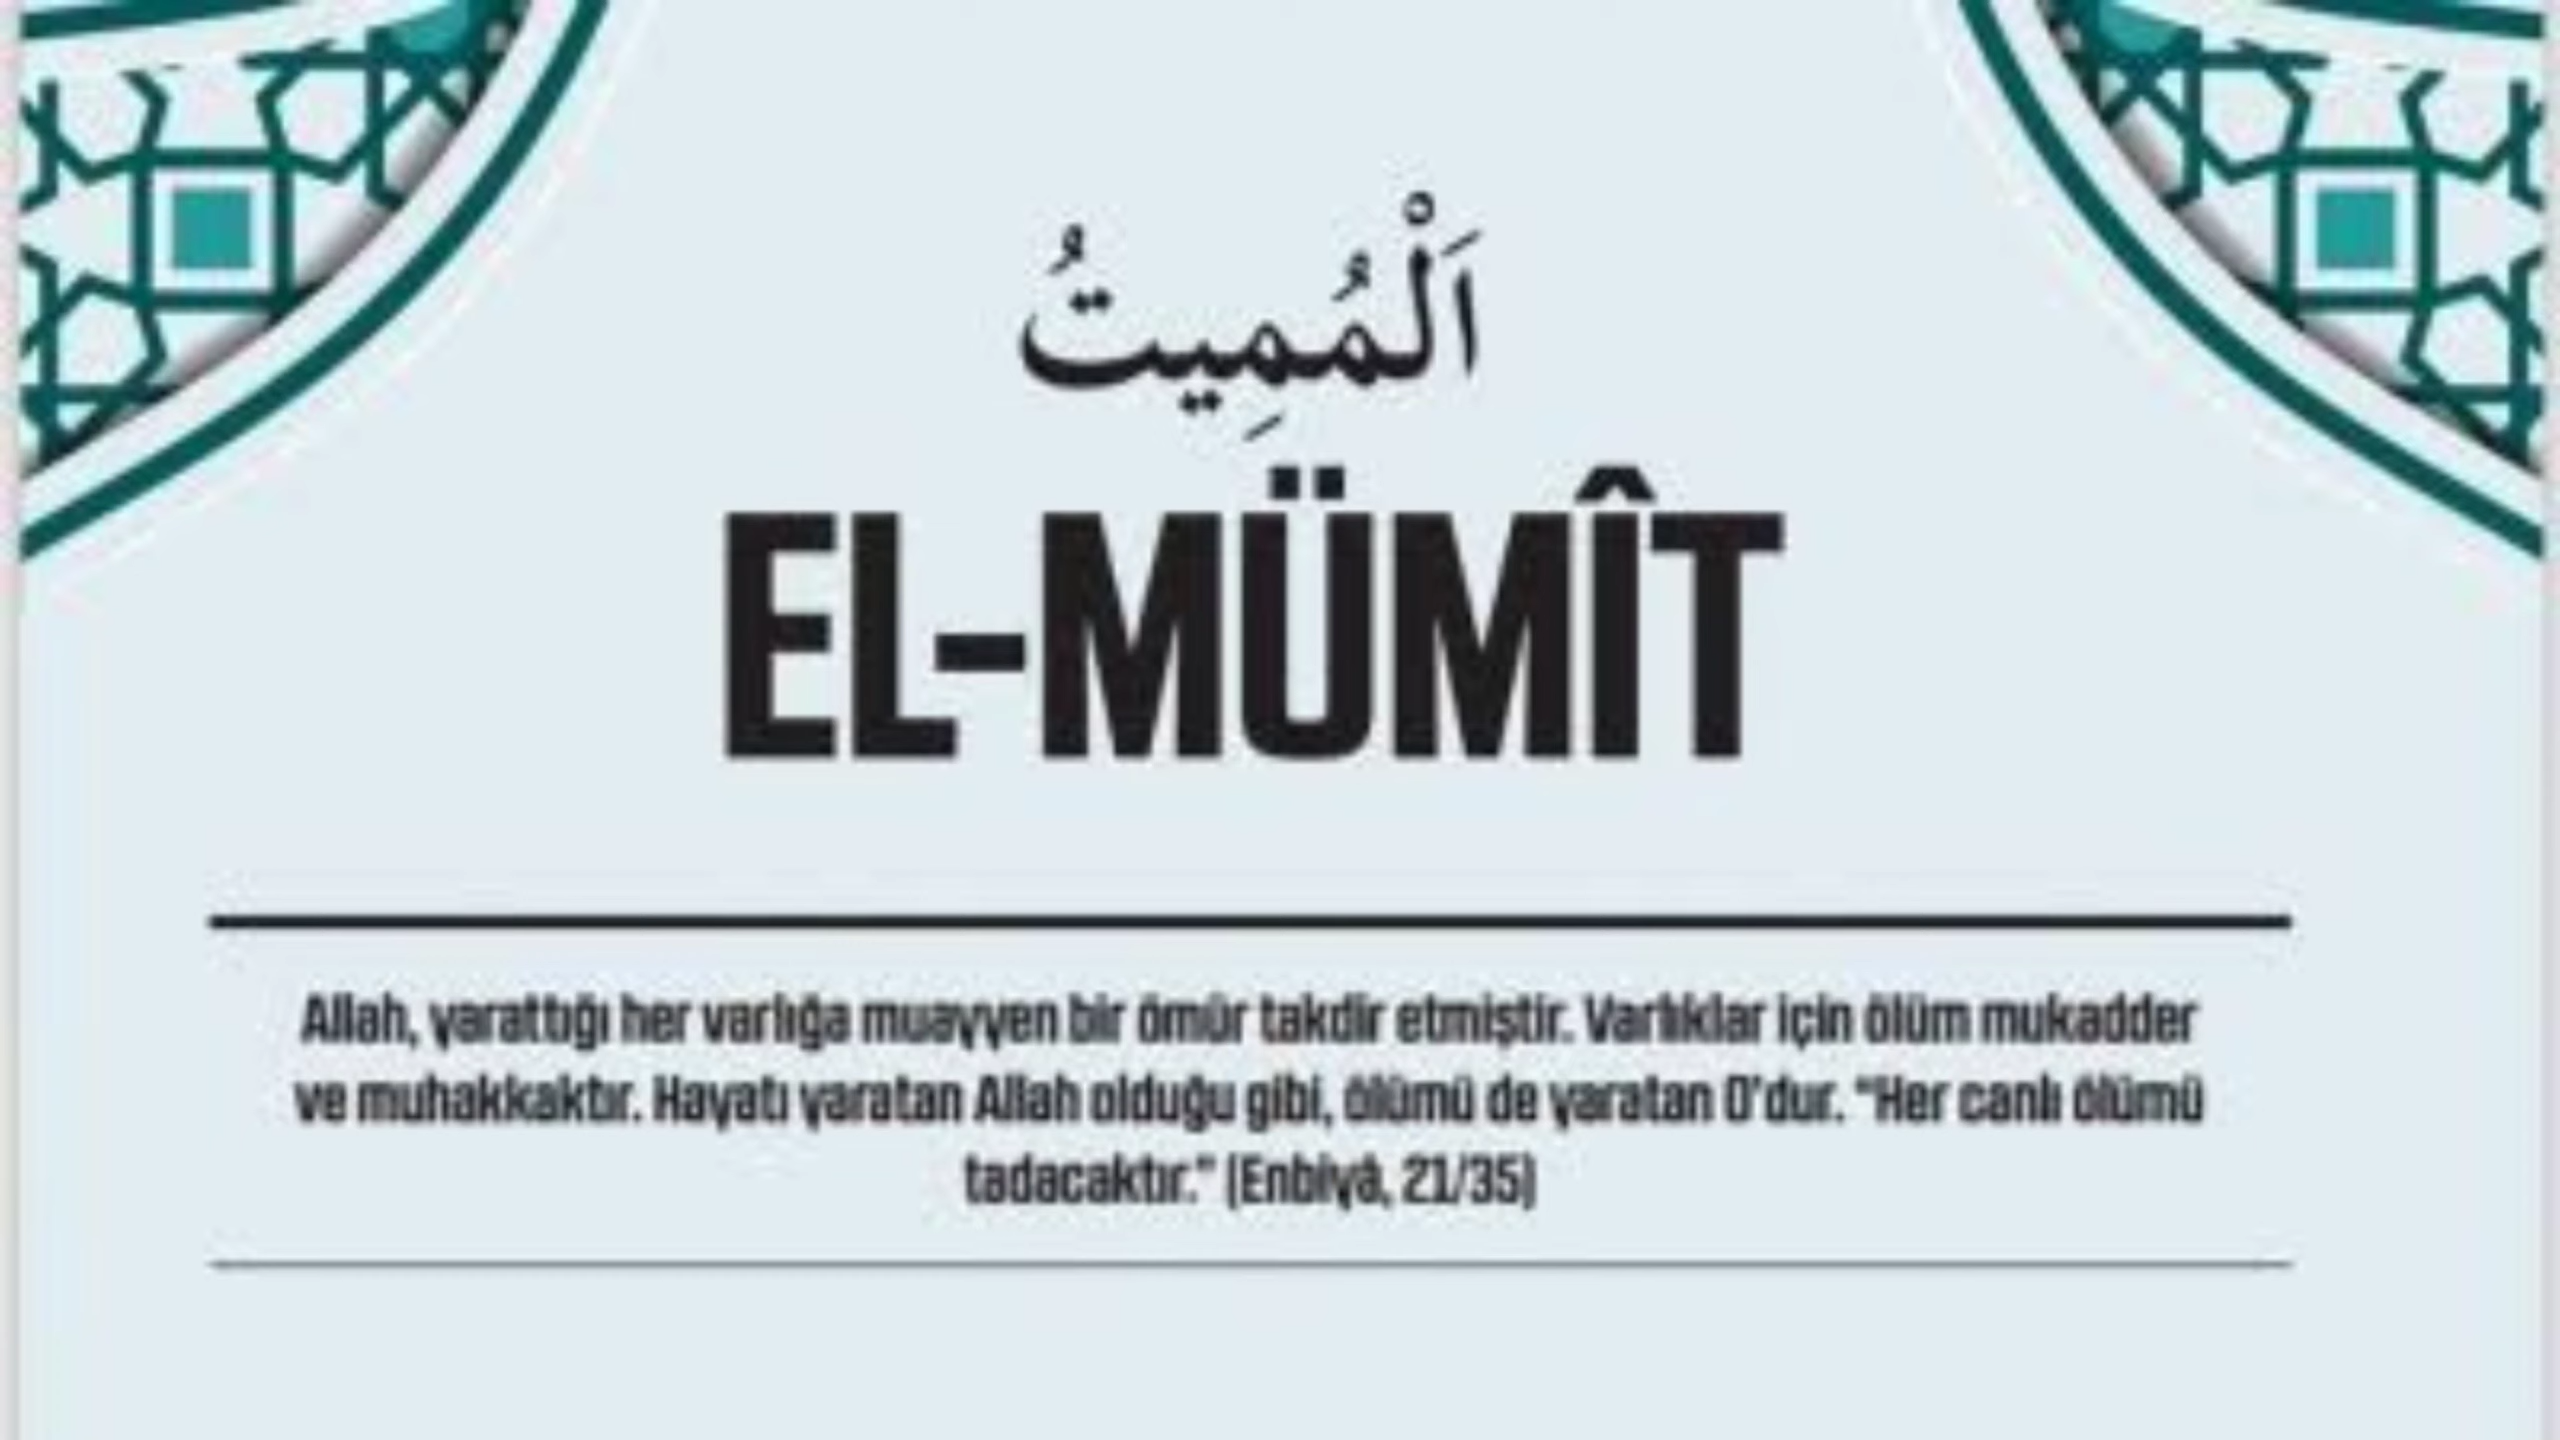 اَلْمُمِيتُ
EL-MÜMÎT
Allah, yarattığı her varlığa muayyen bir ömür takdir etmiştir. Varlıklar için ölüm mukadder
ve muhakkaktır. Hayatı yaratan Allah olduğu gibi, ölümü de yaratan O'dur. "Her canlı ölümü
tadacaktır." (Enbiyâ, 21/35)